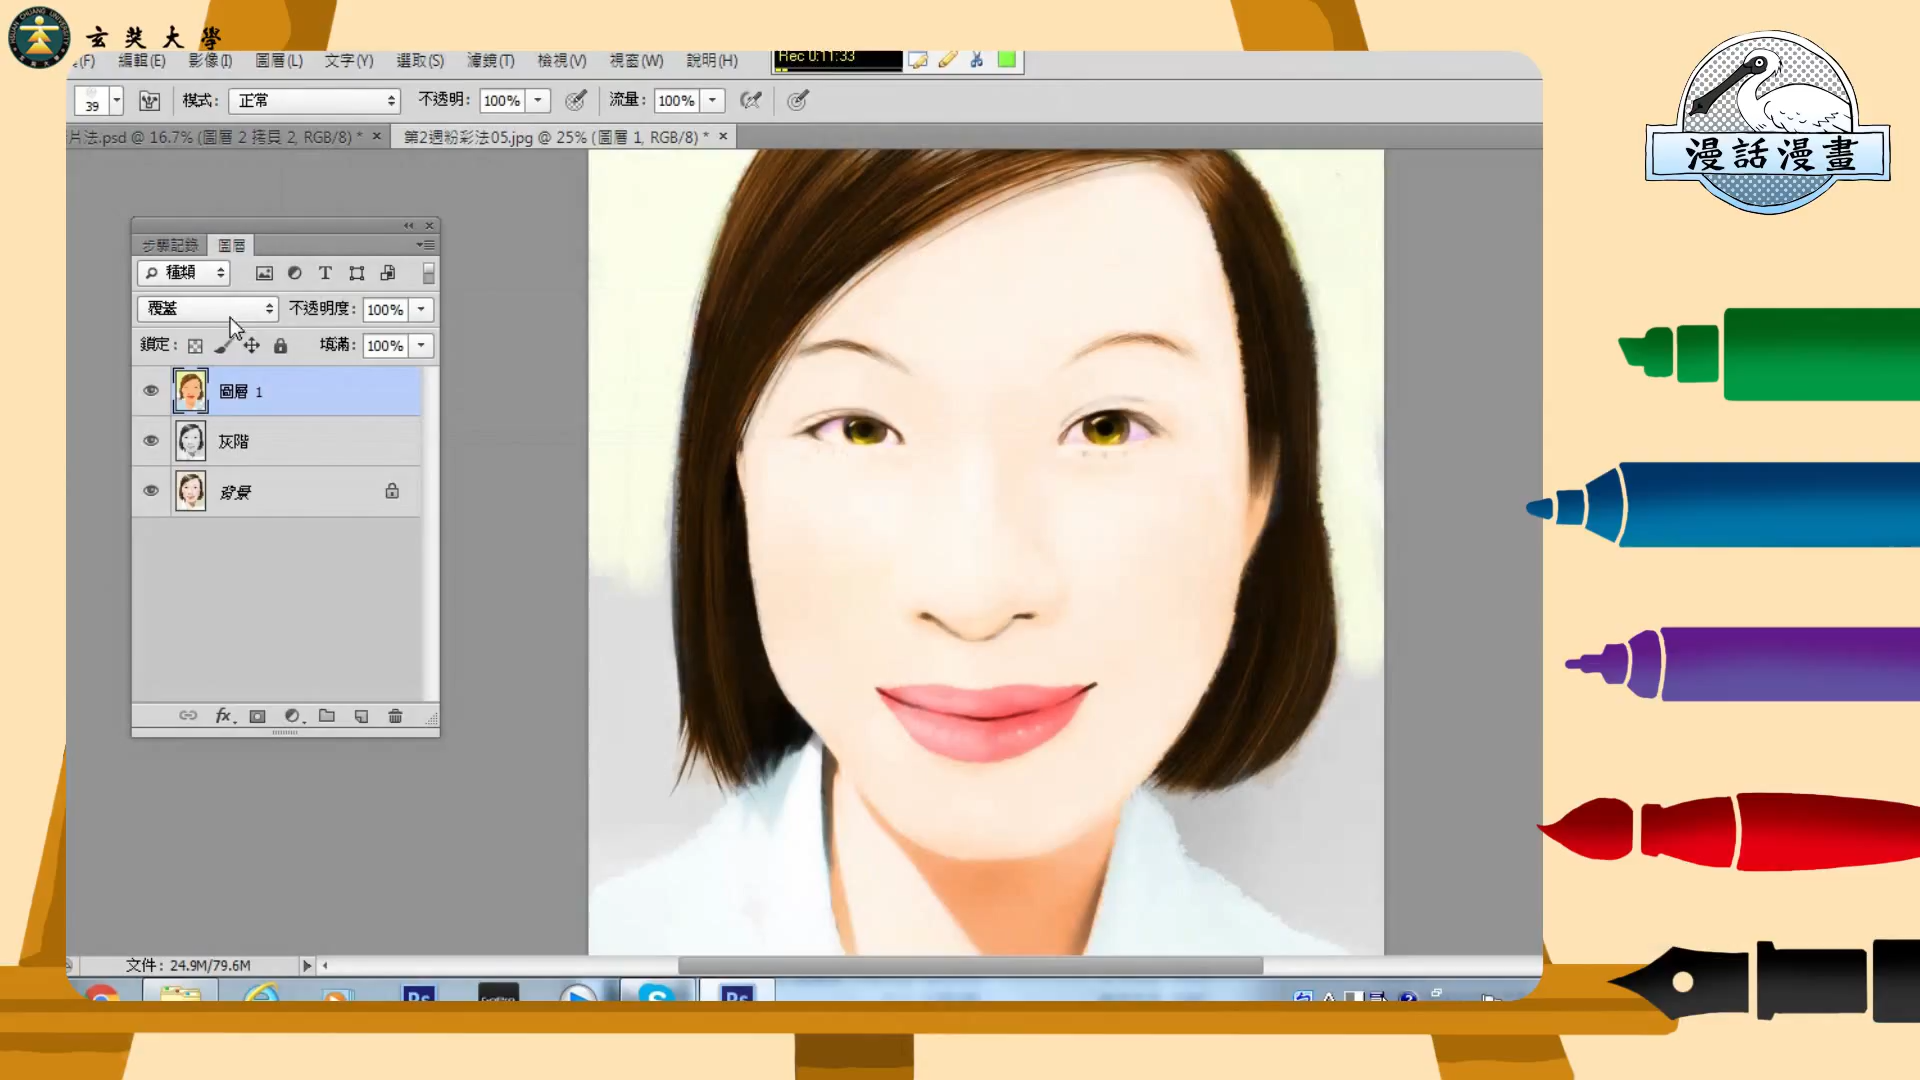 玄奘大學
(F) 編輯(E) 影像(I) 圖層(L) 文字(Y) 選取(S) 濾鏡(T) 檢視(V) 視窗(W) 說明(H)
Rec 0:11:33
39 模式: 正常 不透明: 100% 流量: 100%
片法.psd @ 16.7% (圖層 2 拷貝 2, RGB/8) * × 第2週粉彩法05.jpg @ 25% (圖層 1, RGB/8) * ×
漫話漫畫
步驟記錄 圖層
種類
覆蓋 不透明度: 100%
鎖定: 填滿: 100%
圖層 1
灰階
背景
fx
文件: 24.9M/79.6M